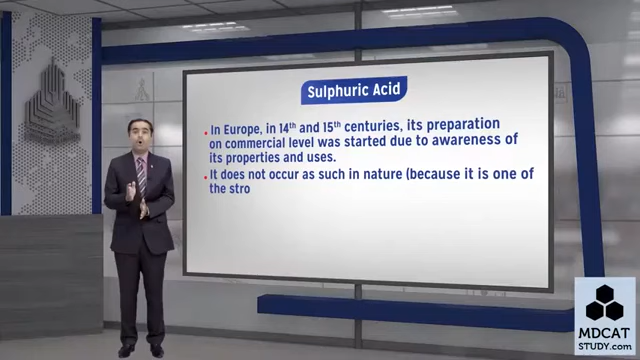 Sulphuric Acid
• In Europe, in 14th and 15th centuries, its preparation
on commercial level was started due to awareness of
its properties and uses.
• It does not occur as such in nature (because it is one of
the stro
MDCAT
STUDY.com